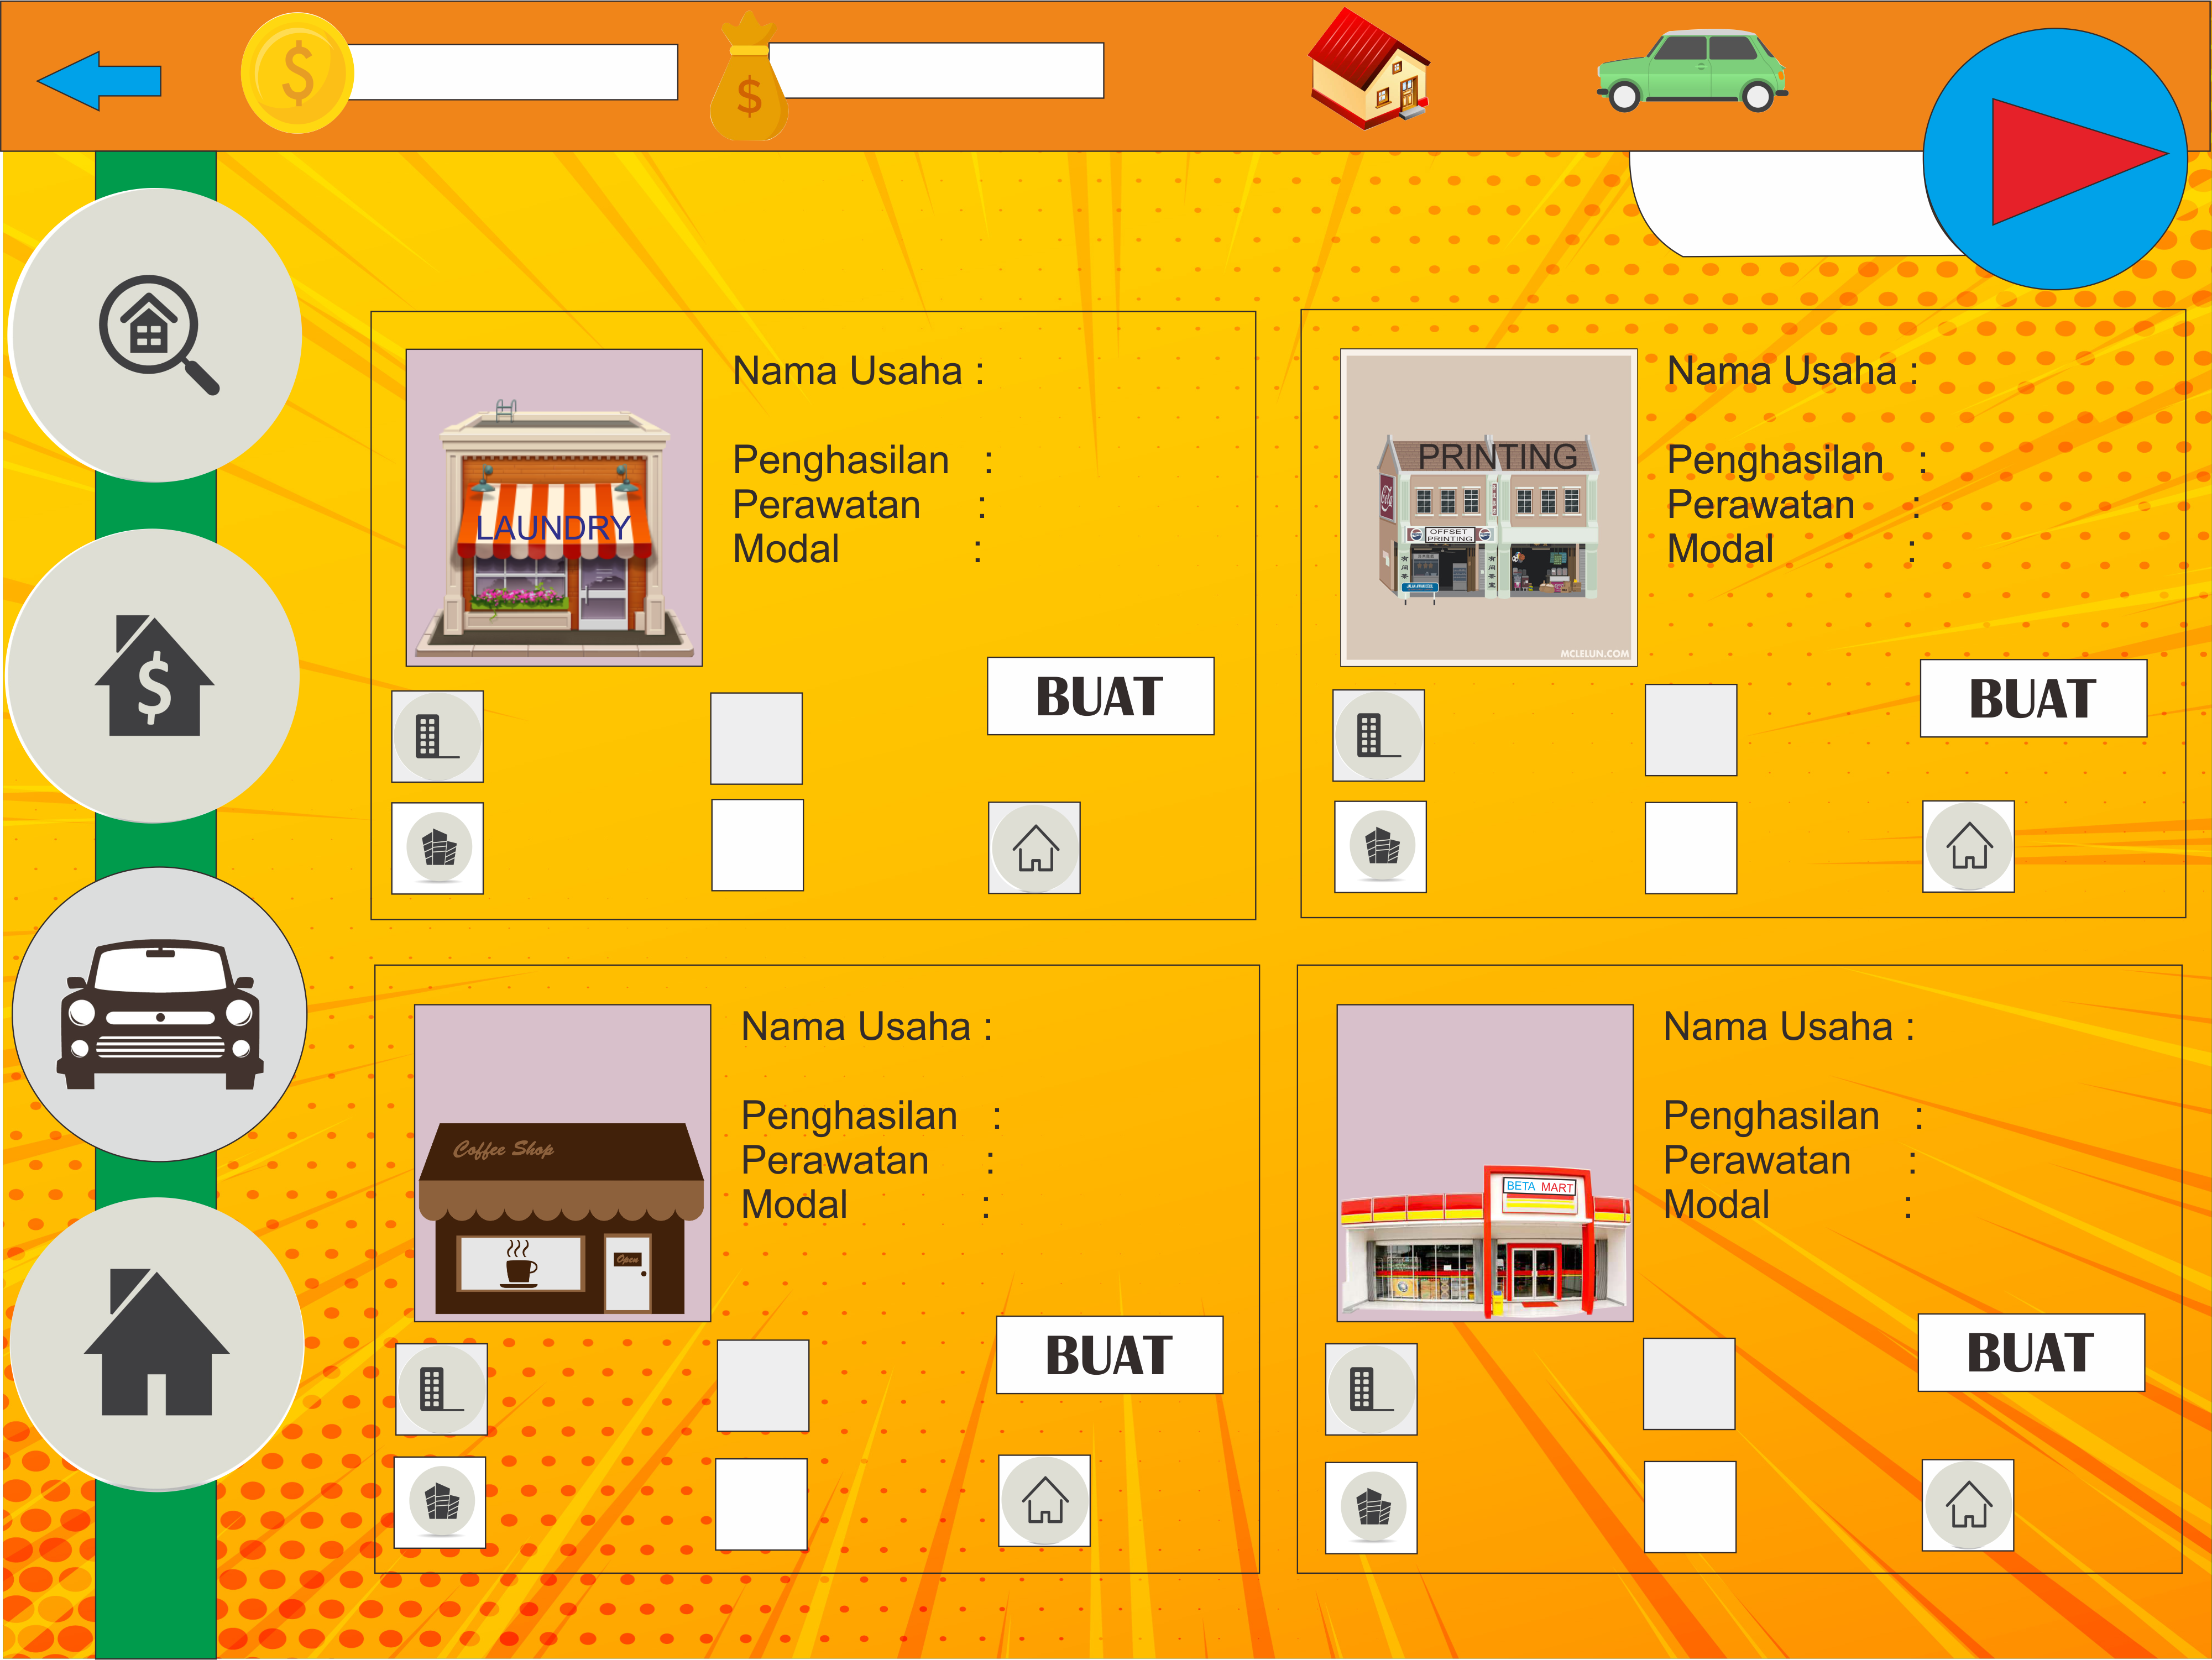 $
$
Nama Usaha :
Penghasilan :
Perawatan :
Modal :
LAUNDRY
BUAT
Nama Usaha :
Penghasilan :
Perawatan :
Modal :
PRINTING
OFFSET
PRINTING
MCLELUN.COM
BUAT
$
Nama Usaha :
Penghasilan :
Perawatan :
Modal :
Coffee Shop
Open
BUAT
Nama Usaha :
Penghasilan :
Perawatan :
Modal :
BETA MART
BUAT